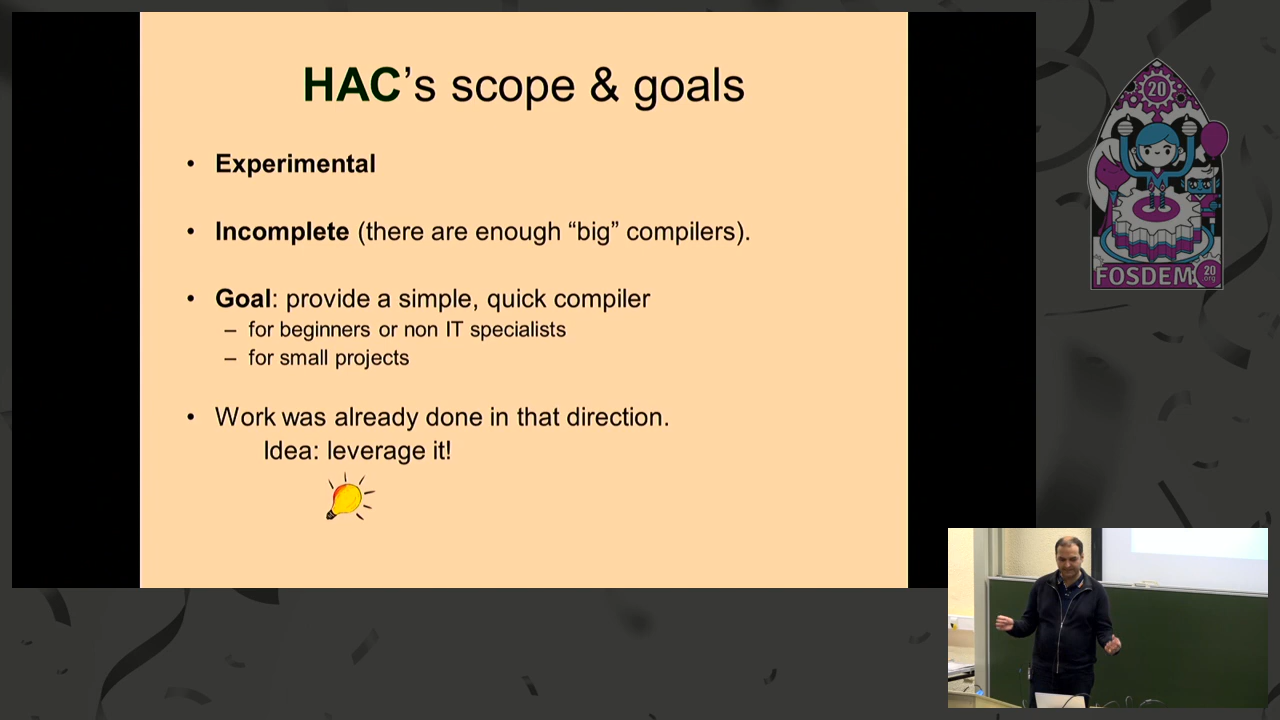 HAC's scope & goals
• Experimental
• Incomplete (there are enough “big” compilers).
• Goal: provide a simple, quick compiler
– for beginners or non IT specialists
– for small projects
• Work was already done in that direction.
Idea: leverage it!
20
FOSDEM
20
.org